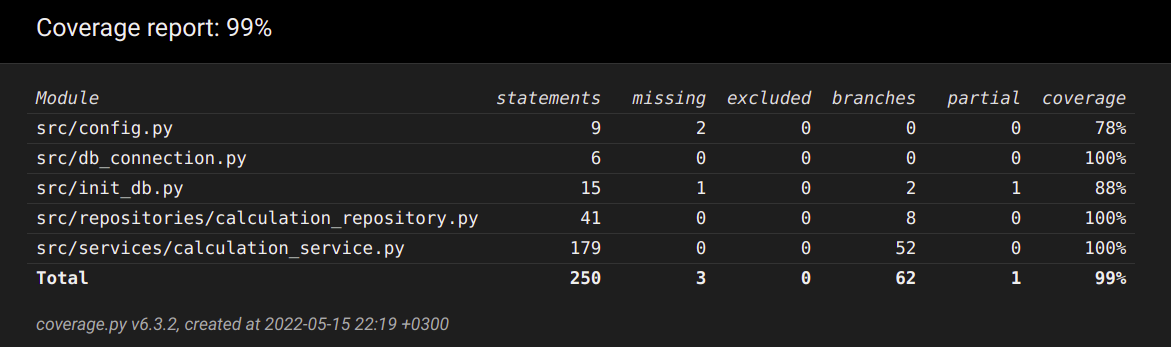 Coverage report: 99%
Module statements missing excluded branches partial coverage
src/config.py 9 2 0 0 0 78%
src/db_connection.py 6 0 0 0 0 100%
src/init_db.py 15 1 0 2 1 88%
src/repositories/calculation_repository.py 41 0 0 8 0 100%
src/services/calculation_service.py 179 0 0 52 0 100%
Total 250 3 0 62 1 99%
coverage.py v6.3.2, created at 2022-05-15 22:19 +0300